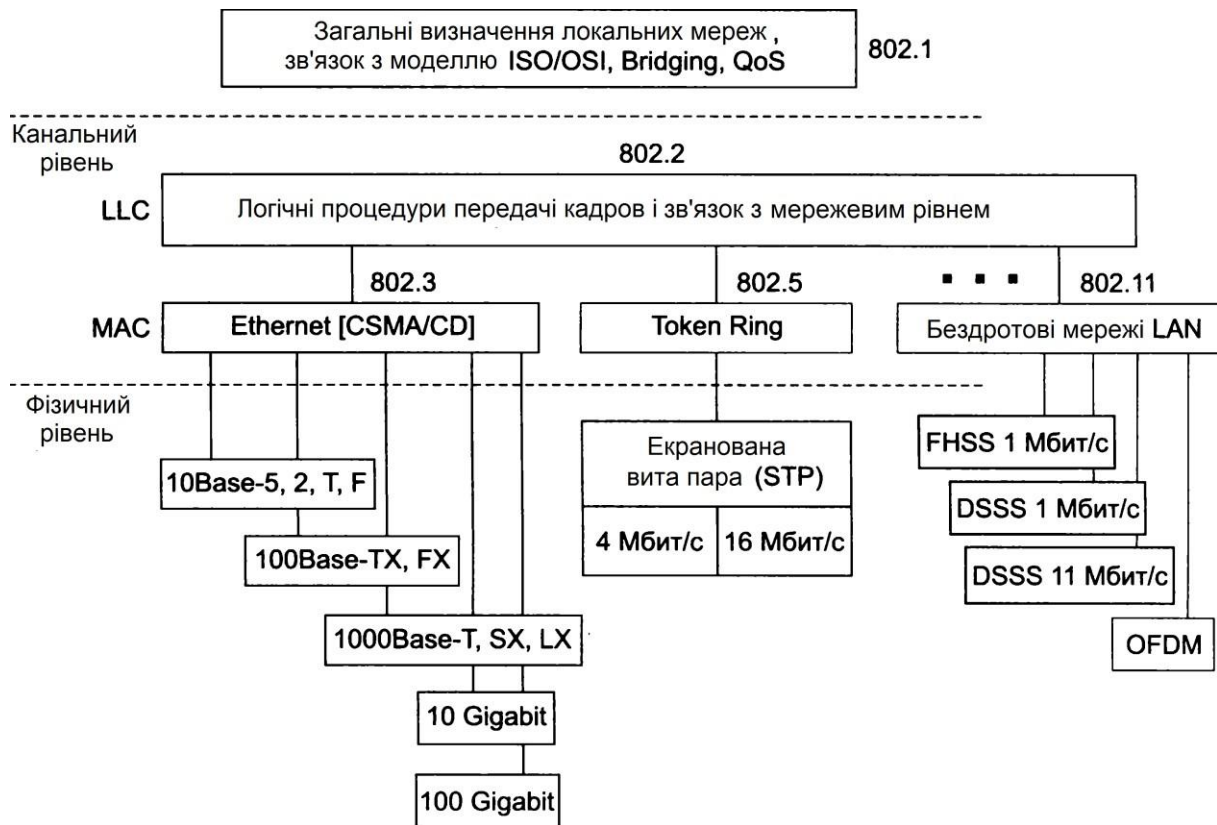 Загальні визначення локальних мереж ,
зв'язок з моделлю ISO/OSI, Bridging, QoS
802.1
Канальний
рівень
802.2
LLC
Логічні процедури передачі кадрів і зв'язок з мережевим рівнем
802.3
802.5
802.11
MAC
Ethernet [CSMA/CD]
Token Ring
Бездротові мережі LAN
Фізичний
рівень
10Base-5, 2, T, F
100Base-TX, FX
1000Base-T, SX, LX
10 Gigabit
100 Gigabit
Екранована
вита пара (STP)
4 Мбит/с
16 Мбит/с
FHSS 1 Мбит/с
DSSS 1 Мбит/с
DSSS 11 Мбит/с
OFDM